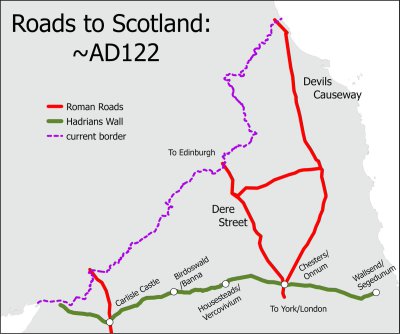 Roads to Scotland:
~AD122
Devils
Causeway
Roman Roads
Hadrians Wall
current border
To Edinburgh
Dere
Street
Carlisle Castle
Birdoswald
/Banna
Housesteads/
Vercovivium
Chesters/
Onnum
Wallsend/
Segedunum
To York/London